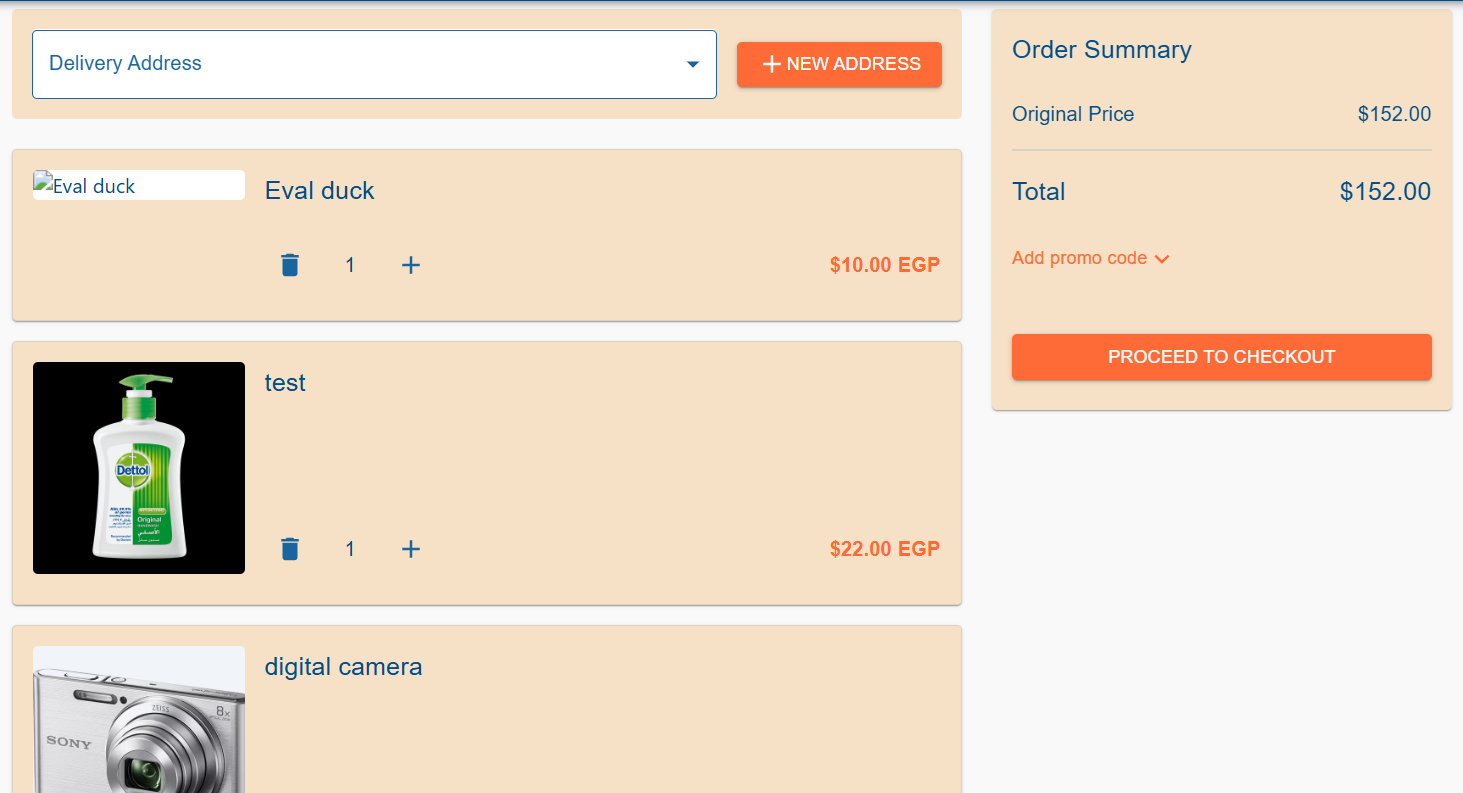 Delivery Address
NEW ADDRESS
Eval duck
Eval duck
1
$10.00 EGP
test
Dettol
Original
1
$22.00 EGP
digital camera
SONY
ZEISS
8x
Order Summary
Original Price $152.00
Total $152.00
Add promo code
PROCEED TO CHECKOUT